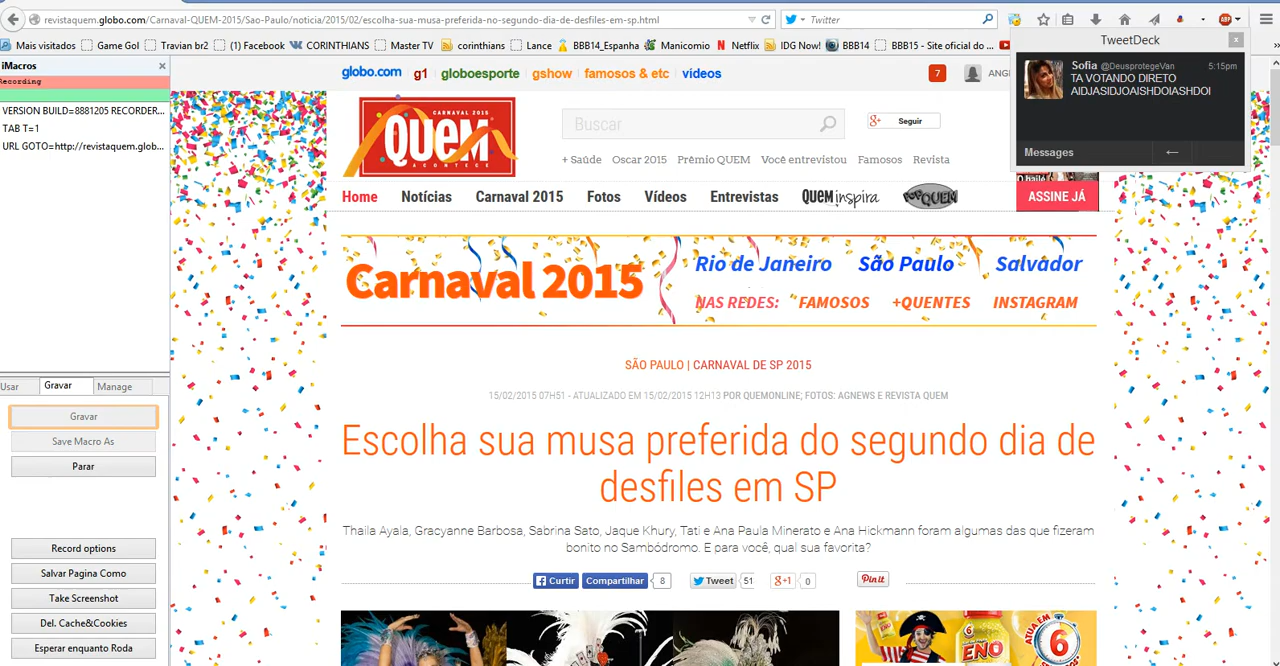 revistaquem.globo.com/Carnaval-QUEM-2015/Sao-Paulo/noticia/2015/02/escolha-sua-musa-preferida-no-segundo-dia-de-desfiles-em-sp.html
Twitter
ABP
Mais visitados
Game Gol
Travian br2
(1) Facebook
CORINTHIANS
Master TV
corinthians
Lance
BBB14_Espanha
Manicomio
Netflix
IDG Now!
BBB14
BBB15 - Site oficial do ...
TweetDeck
Sofia @DeusprotegeVan 5:15pm
TA VOTANDO DIRETO
AIDJASIDJOAISHDOIASHDOI
Messages
iMacros
Recording
VERSION BUILD=8881205 RECORDER...
TAB T=1
URL GOTO=http://revistaquem.glob...
Usar
Gravar
Manage
Gravar
Save Macro As
Parar
Record options
Salvar Pagina Como
Take Screenshot
Del. Cache&Cookies
Esperar enquanto Roda
globo.com g1 globoesporte gshow famosos & etc vídeos
7
ANGI
CARNAVAL 2015
QUEM
ACONTECE
Buscar
g+ Seguir
+ Saúde Oscar 2015 Prêmio QUEM Você entrevistou Famosos Revista
Home Notícias Carnaval 2015 Fotos Vídeos Entrevistas QUEM inspira POP QUEM
ASSINE JÁ
Carnaval 2015
Rio de Janeiro São Paulo Salvador
NAS REDES: FAMOSOS +QUENTES INSTAGRAM
SÃO PAULO | CARNAVAL DE SP 2015
15/02/2015 07H51 - ATUALIZADO EM 15/02/2015 12H13 POR QUEMONLINE; FOTOS: AGNEWS E REVISTA QUEM
Escolha sua musa preferida do segundo dia de
desfiles em SP
Thaila Ayala, Gracyanne Barbosa, Sabrina Sato, Jaque Khury, Tati e Ana Paula Minerato e Ana Hickmann foram algumas das que fizeram
bonito no Sambódromo. E para você, qual sua favorita?
Curtir Compartilhar 8 Tweet 51 g+1 0 Pinit
6
ENO
ATUA EM
6